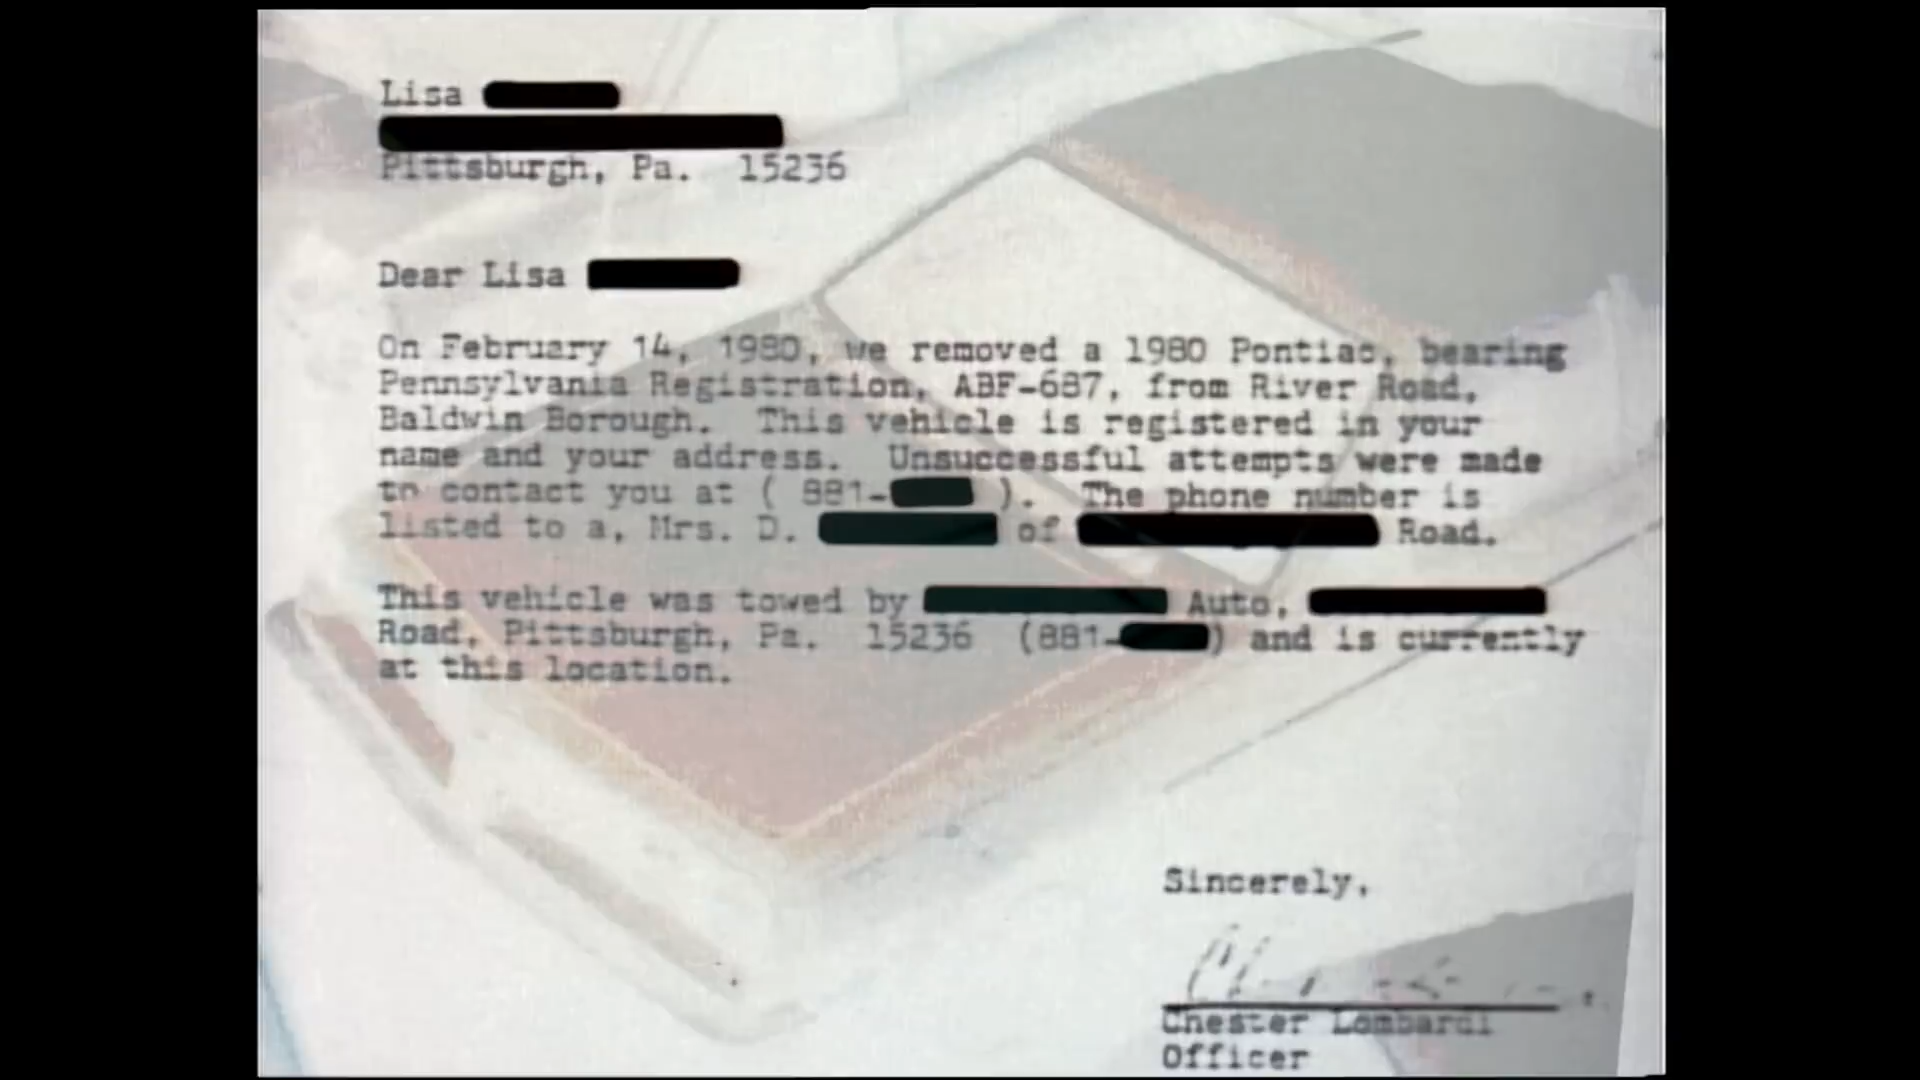 Lisa
Pittsburgh, Pa. 15236
Dear Lisa
On February 14, 1980, we removed a 1980 Pontiac, bearing
Pennsylvania Registration, ABF-687, from River Road,
Baldwin Borough. This vehicle is registered in your
name and your address. Unsuccessful attempts were made
to contact you at ( 881- ). The phone number is
listed to a, Mrs. D. of Road.
This vehicle was towed by Auto,
Road, Pittsburgh, Pa. 15236 (881- ) and is currently
at this location.
Sincerely,
Chester Lombardi
Officer